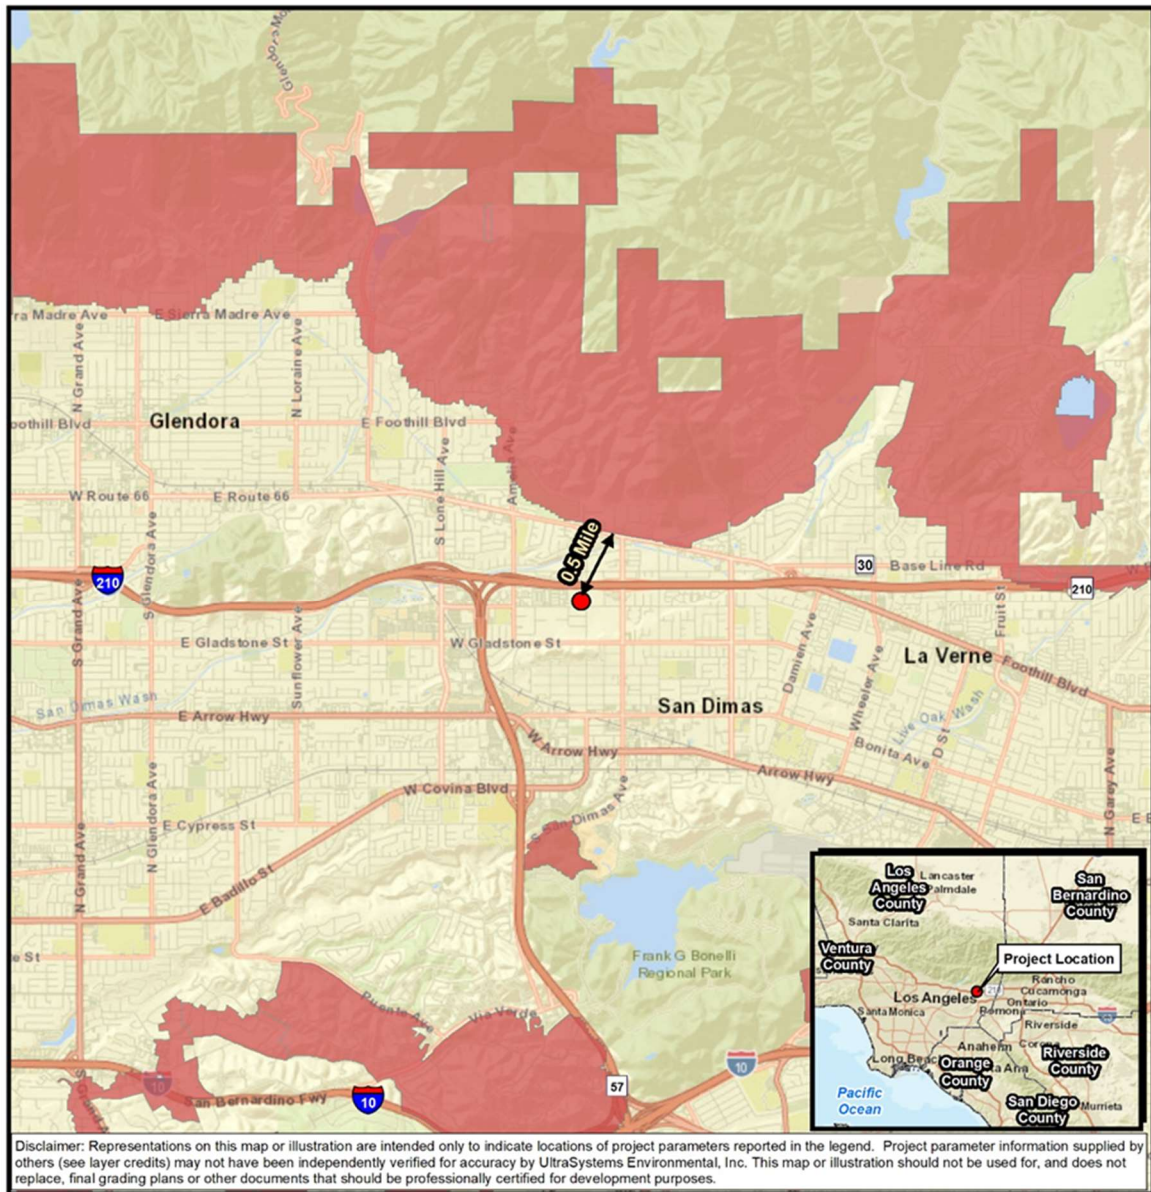 Glendora Mo
ra Madre Ave
E Sierra Madre Ave
N Grand Ave
N Loraine Ave
Glendora
oothill Blvd
E Foothill Blvd
S Lone Hill Ave
Amelia Ave
W Route 66
E Route 66
0.5 Mile
30
Base Line Rd
210
210
S Glendora Ave
S Grand Ave
Sunflower Ave
E Gladstone St
W Gladstone St
Damien Ave
Wheeler Ave
Fruit St
La Verne
Foothill Blvd
San Dimas Wash
San Dimas
Live Oak Wash
D St
E Arrow Hwy
W Arrow Hwy
Bonita Ave
Arrow Hwy
N Garey Ave
W Covina Blvd
S San Dimas Ave
N Glendora Ave
E Cypress St
N Grand Ave
E Badillo St
e St
Frank G Bonelli
Regional Park
Puente Ave
Via Verde
10
57
10
10
San Bernardino Fwy
S Grand A
Los
Angeles
County
Lancaster
Palmdale
San
Bernardino
County
Santa Clarita
Ventura
County
Project Location
Rancho
Cucamonga
Los Angeles
Ontario
Santa Monica
Pomona
Riverside
Anaheim
Coro
Long Beac
Orange
County
ta Ana
Riverside
County
Pacific
Ocean
San Diego
County
Murrieta
Disclaimer: Representations on this map or illustration are intended only to indicate locations of project parameters reported in the legend. Project parameter information supplied by
others (see layer credits) may not have been independently verified for accuracy by UltraSystems Environmental, Inc. This map or illustration should not be used for, and does not
replace, final grading plans or other documents that should be professionally certified for development purposes.